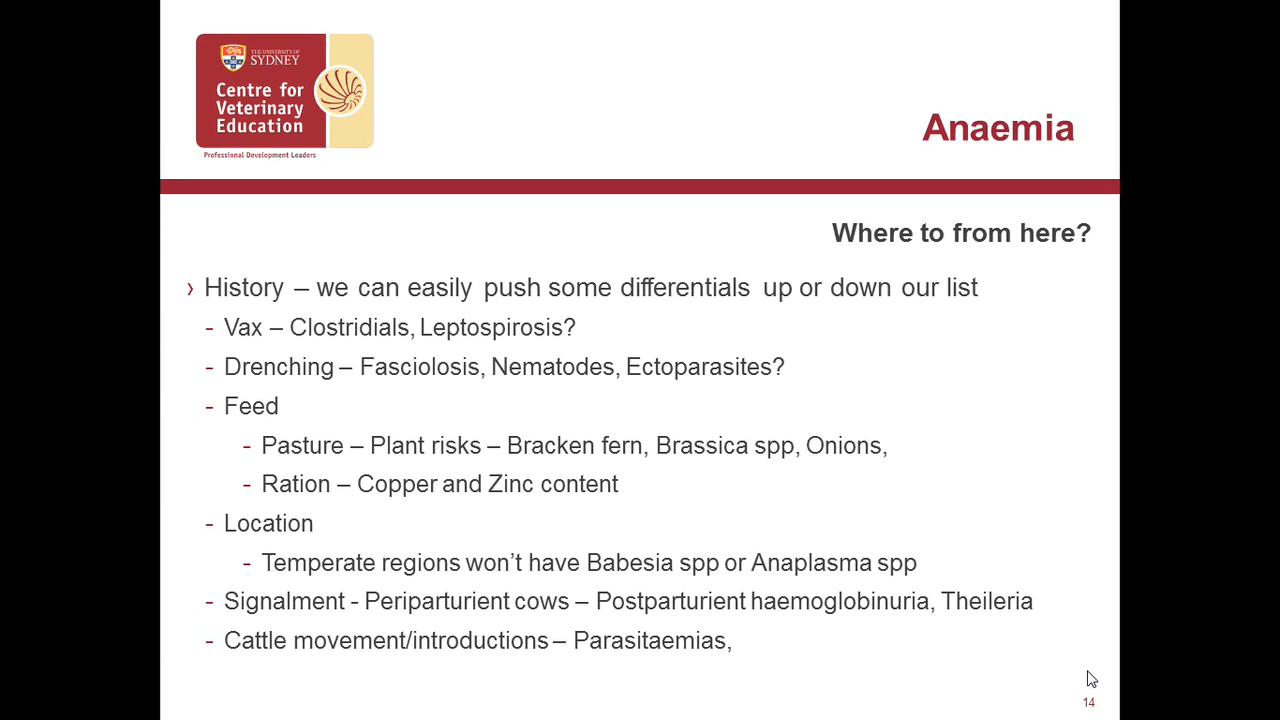 THE UNIVERSITY OF
SYDNEY
Centre for
Veterinary
Education
Professional Development Leaders
Anaemia
Where to from here?
› History – we can easily push some differentials up or down our list
- Vax – Clostridials, Leptospirosis?
- Drenching – Fasciolosis, Nematodes, Ectoparasites?
- Feed
- Pasture – Plant risks – Bracken fern, Brassica spp, Onions,
- Ration – Copper and Zinc content
- Location
- Temperate regions won't have Babesia spp or Anaplasma spp
- Signalment - Periparturient cows – Postparturient haemoglobinuria, Theileria
- Cattle movement/introductions – Parasitaemias,
14